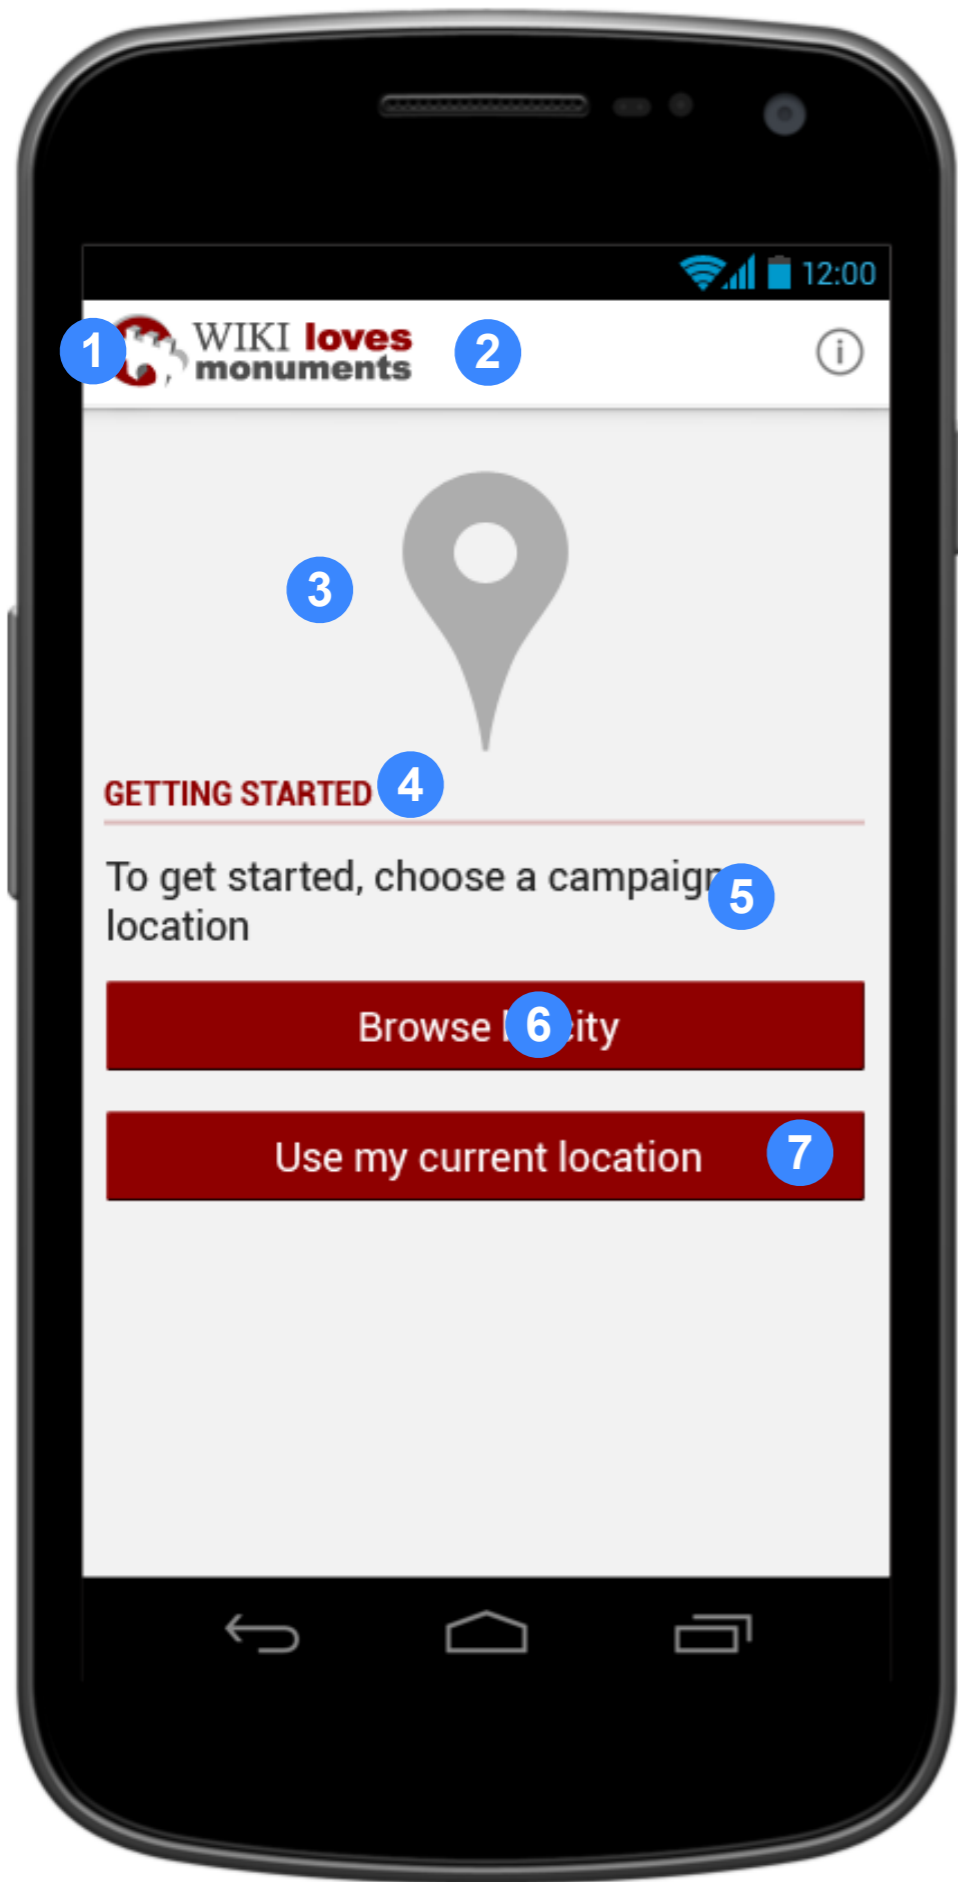 12:00
1 WIKI loves
monuments
2
i
3
GETTING STARTED 4
To get started, choose a campaign
5
location
Browse 6 city
Use my current location 7